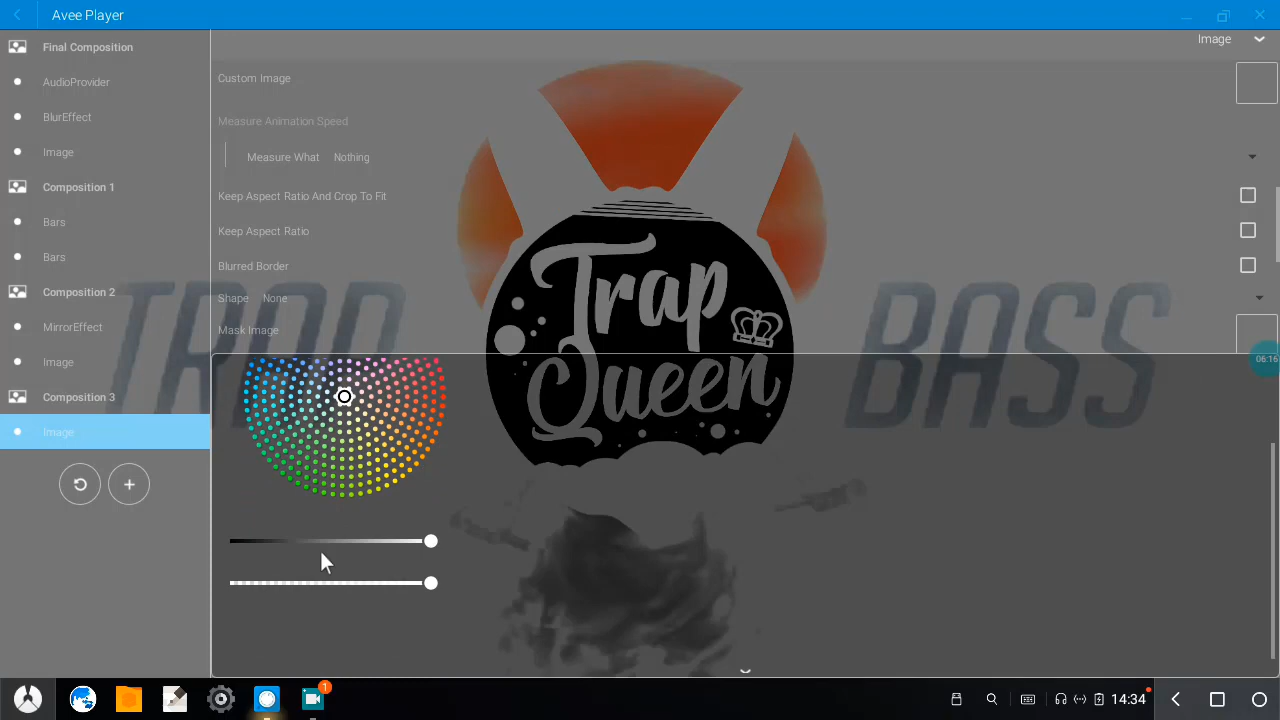 Avee Player
Final Composition
AudioProvider
BlurEffect
Image
Composition 1
Bars
Bars
Composition 2
MirrorEffect
Image
Composition 3
Image
Image
Custom Image
Measure Animation Speed
Measure What Nothing
Keep Aspect Ratio And Crop To Fit
Keep Aspect Ratio
Blurred Border
Shape None
Mask Image
TRAP BASS
Trap
Queen
06:16
1
14:34